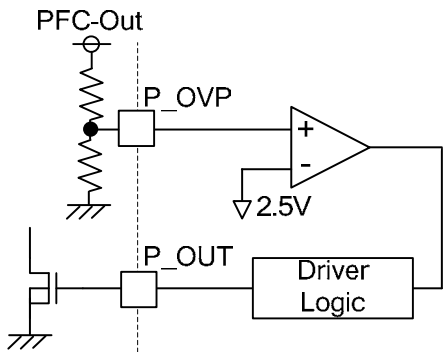 PFC-Out
P_OVP
+
-
2.5V
P_OUT
Driver
Logic